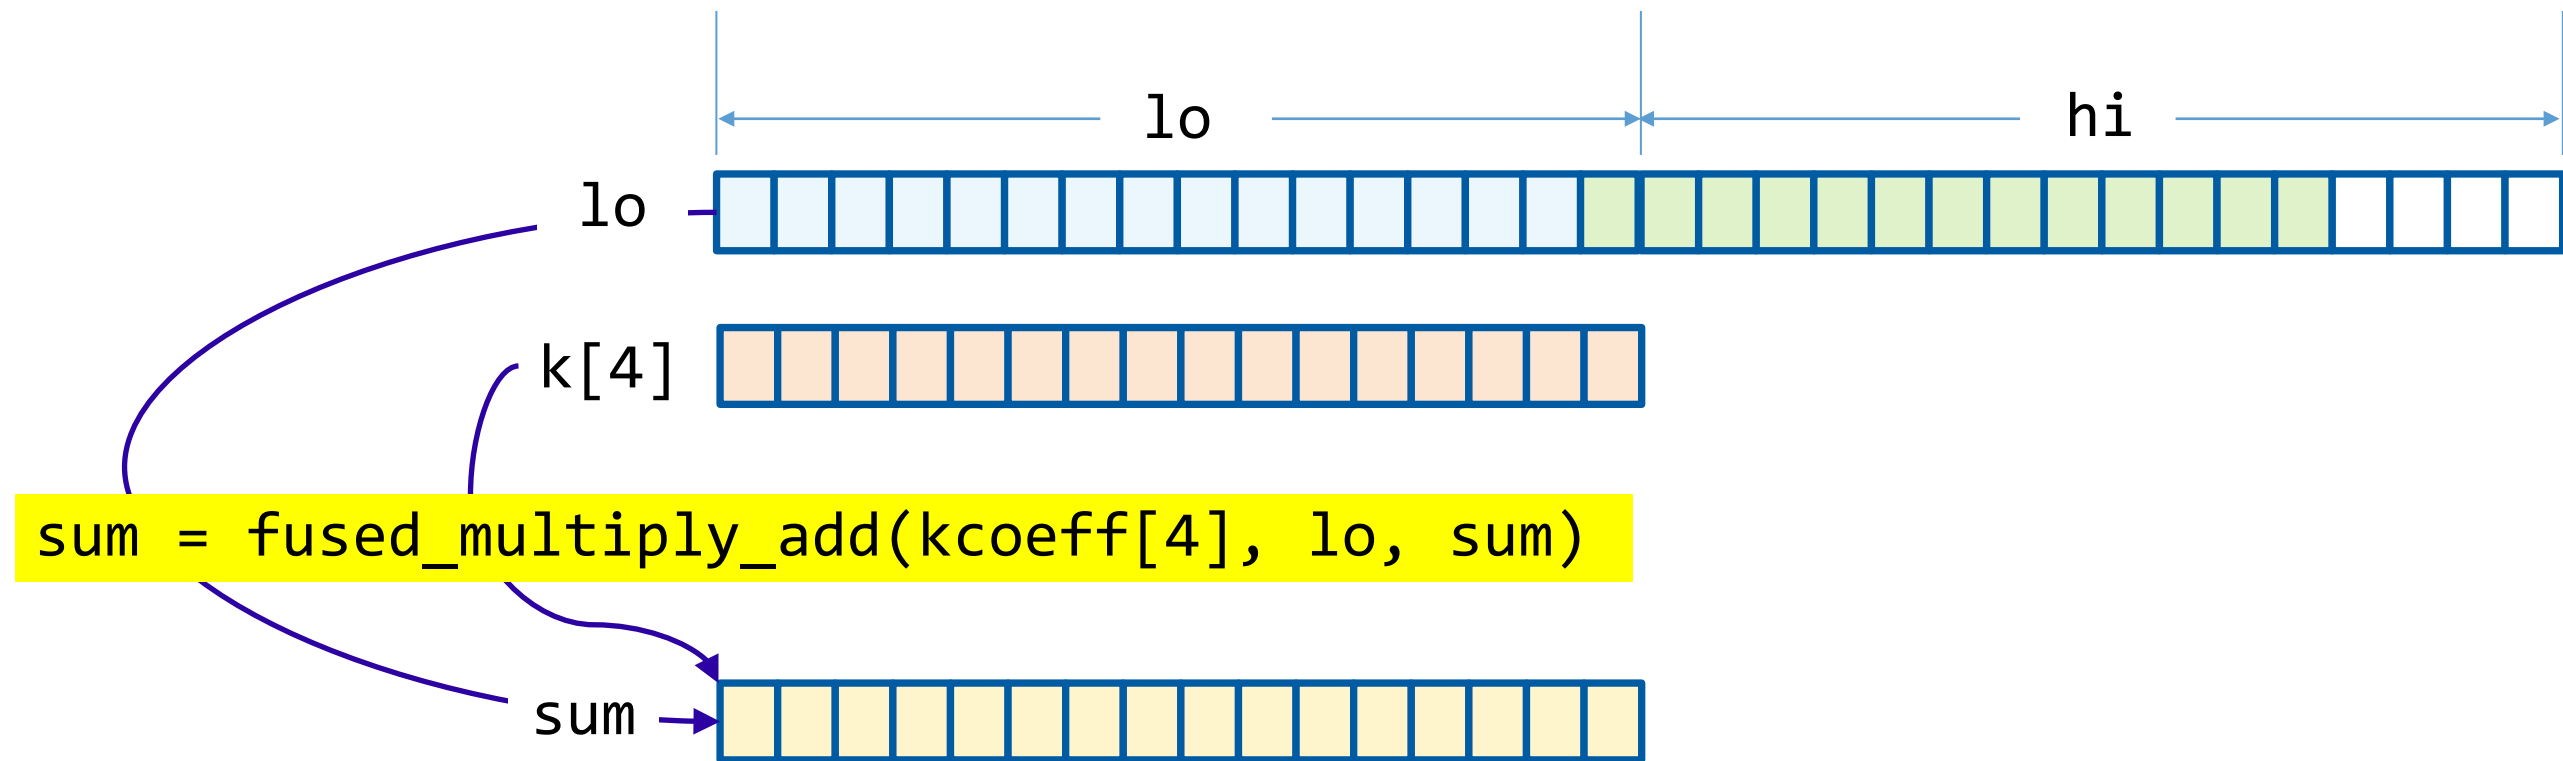 lo
hi
lo
k[4]
sum = fused_multiply_add(kcoeff[4], lo, sum)
sum